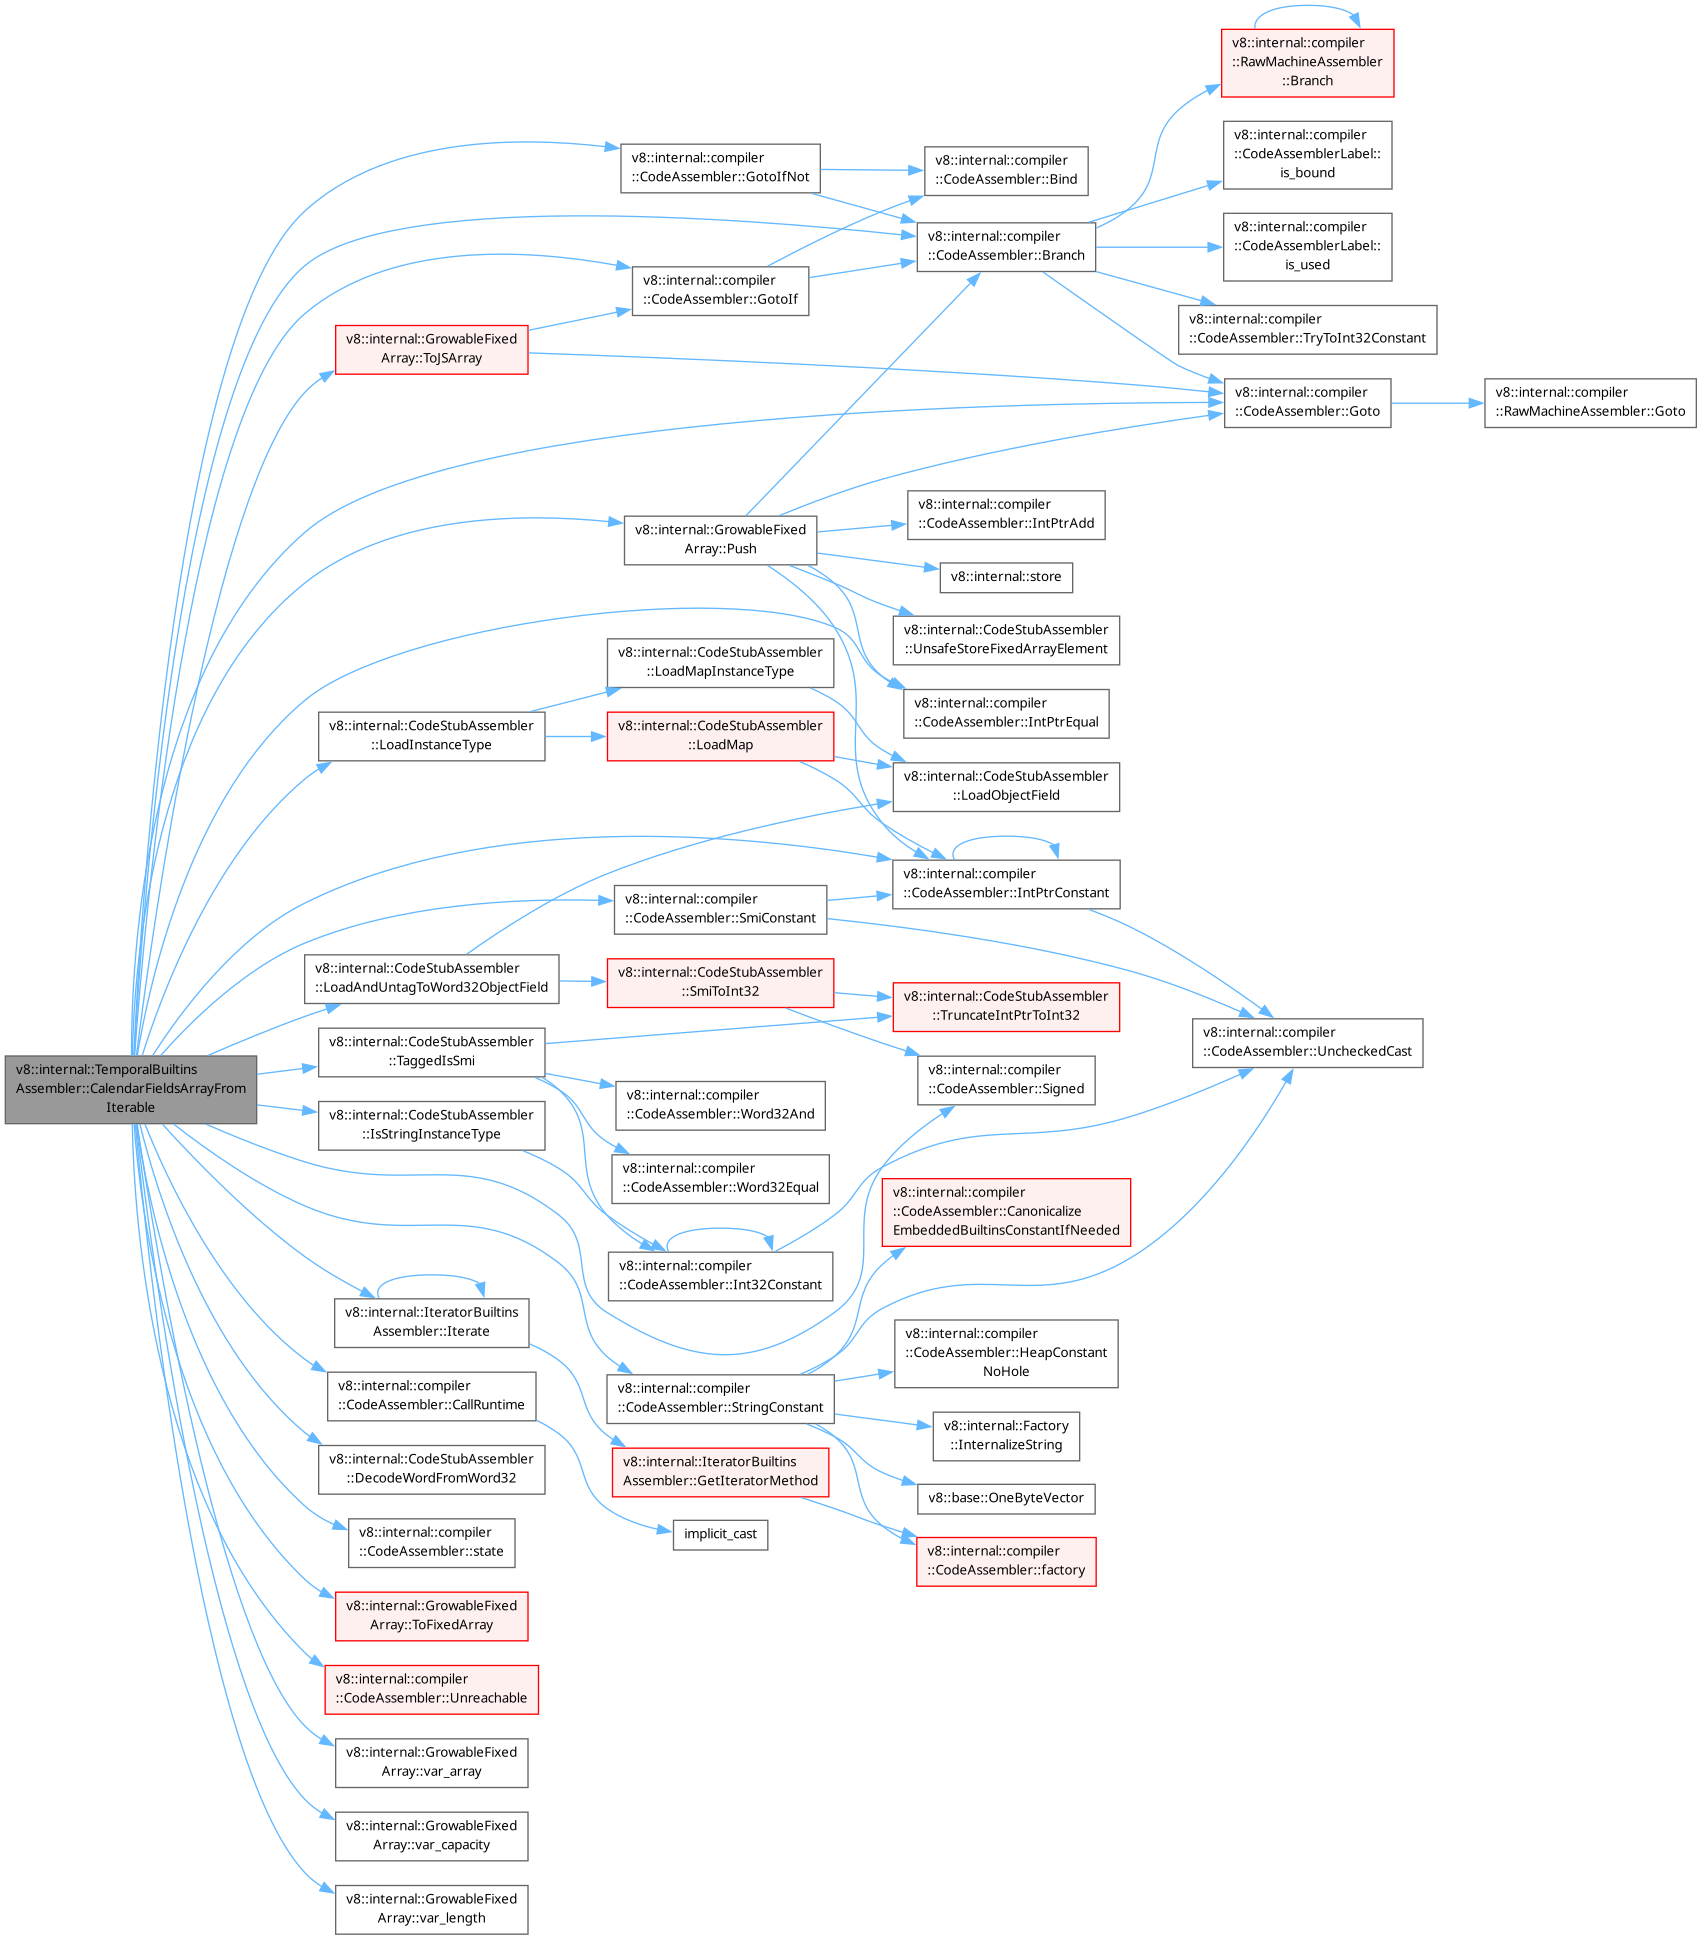 v8::internal::compiler
::RawMachineAssembler
::Branch
v8::internal::compiler
::CodeAssemblerLabel::
is_bound
v8::internal::compiler
::CodeAssembler::GotoIfNot
v8::internal::compiler
::CodeAssembler::Bind
v8::internal::compiler
::CodeAssemblerLabel::
is_used
v8::internal::compiler
::CodeAssembler::Branch
v8::internal::compiler
::CodeAssembler::GotoIf
v8::internal::compiler
::CodeAssembler::TryToInt32Constant
v8::internal::GrowableFixed
Array::ToJSArray
v8::internal::compiler
::CodeAssembler::Goto
v8::internal::compiler
::RawMachineAssembler::Goto
v8::internal::compiler
::CodeAssembler::IntPtrAdd
v8::internal::GrowableFixed
Array::Push
v8::internal::store
v8::internal::CodeStubAssembler
::UnsafeStoreFixedArrayElement
v8::internal::CodeStubAssembler
::LoadMapInstanceType
v8::internal::compiler
::CodeAssembler::IntPtrEqual
v8::internal::CodeStubAssembler
::LoadInstanceType
v8::internal::CodeStubAssembler
::LoadMap
v8::internal::CodeStubAssembler
::LoadObjectField
v8::internal::compiler
::CodeAssembler::IntPtrConstant
v8::internal::compiler
::CodeAssembler::SmiConstant
v8::internal::CodeStubAssembler
::LoadAndUntagToWord32ObjectField
v8::internal::CodeStubAssembler
::SmiToInt32
v8::internal::CodeStubAssembler
::TruncateIntPtrToInt32
v8::internal::compiler
::CodeAssembler::UncheckedCast
v8::internal::CodeStubAssembler
::TaggedIsSmi
v8::internal::TemporalBuiltins
Assembler::CalendarFieldsArrayFrom
Iterable
v8::internal::compiler
::CodeAssembler::Signed
v8::internal::compiler
::CodeAssembler::Word32And
v8::internal::CodeStubAssembler
::IsStringInstanceType
v8::internal::compiler
::CodeAssembler::Word32Equal
v8::internal::compiler
::CodeAssembler::Canonicalize
EmbeddedBuiltinsConstantIfNeeded
v8::internal::compiler
::CodeAssembler::Int32Constant
v8::internal::IteratorBuiltins
Assembler::Iterate
v8::internal::compiler
::CodeAssembler::HeapConstant
NoHole
v8::internal::compiler
::CodeAssembler::CallRuntime
v8::internal::compiler
::CodeAssembler::StringConstant
v8::internal::Factory
::InternalizeString
v8::internal::CodeStubAssembler
::DecodeWordFromWord32
v8::internal::IteratorBuiltins
Assembler::GetIteratorMethod
v8::base::OneByteVector
v8::internal::compiler
::CodeAssembler::state
implicit_cast
v8::internal::compiler
::CodeAssembler::factory
v8::internal::GrowableFixed
Array::ToFixedArray
v8::internal::compiler
::CodeAssembler::Unreachable
v8::internal::GrowableFixed
Array::var_array
v8::internal::GrowableFixed
Array::var_capacity
v8::internal::GrowableFixed
Array::var_length